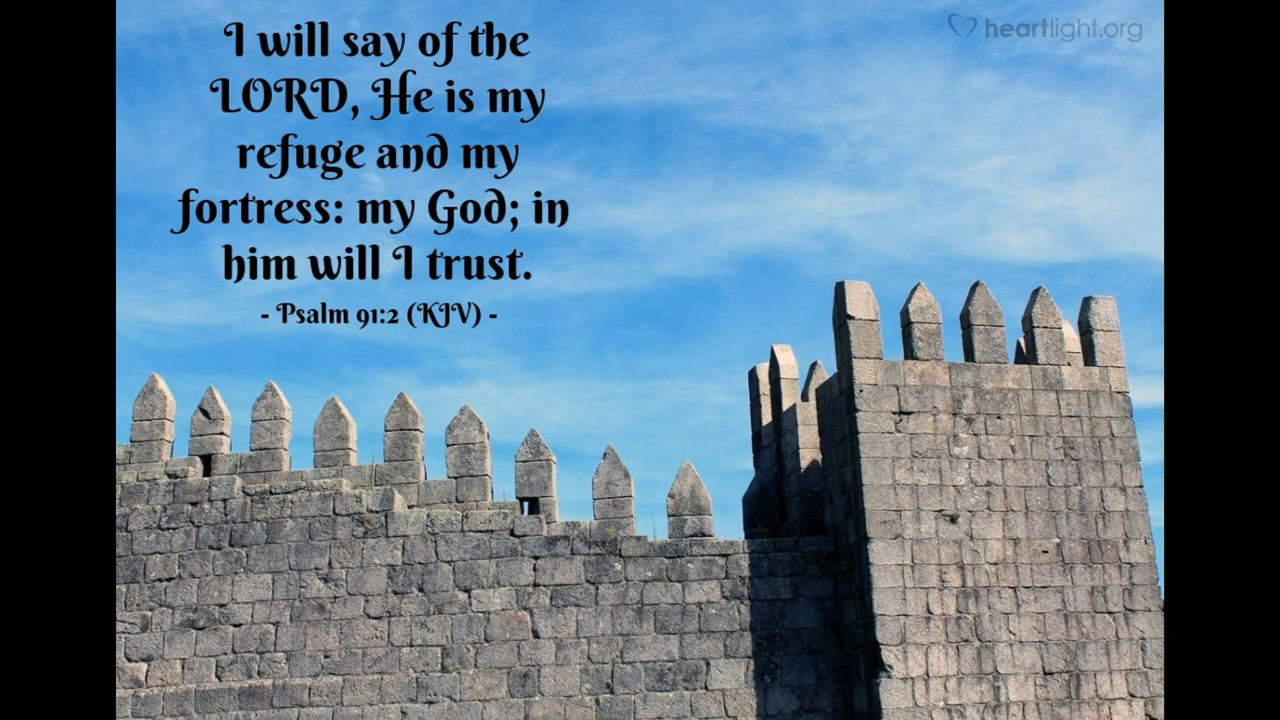 heartlight.org
I will say of the
LORD, He is my
refuge and my
fortress: my God; in
him will I trust.
- Psalm 91:2 (KJV) -